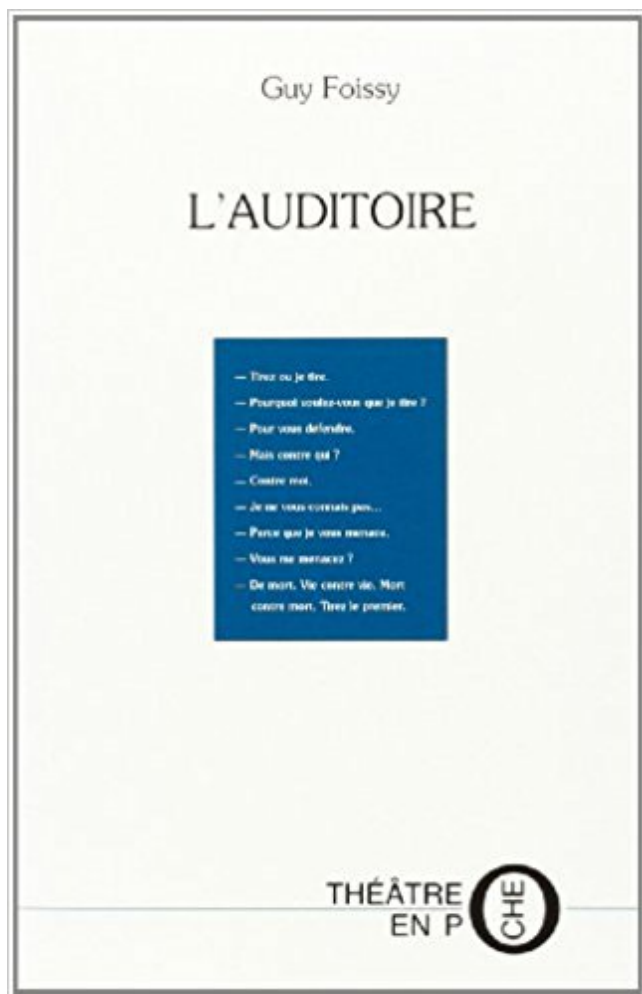 Guy Foissy
L'AUDITOIRE
— Tirez ou je tire.
— Pourquoi voulez-vous que je tire ?
— Pour vous défendre.
— Mais contre qui ?
— Contre moi.
— Je ne vous connais pas...
— Parce que je vous menace.
— Vous me menacez ?
— De mort. Vie contre vie. Mort
contre mort. Tirez le premier.
THÉÂTRE
EN POCHE